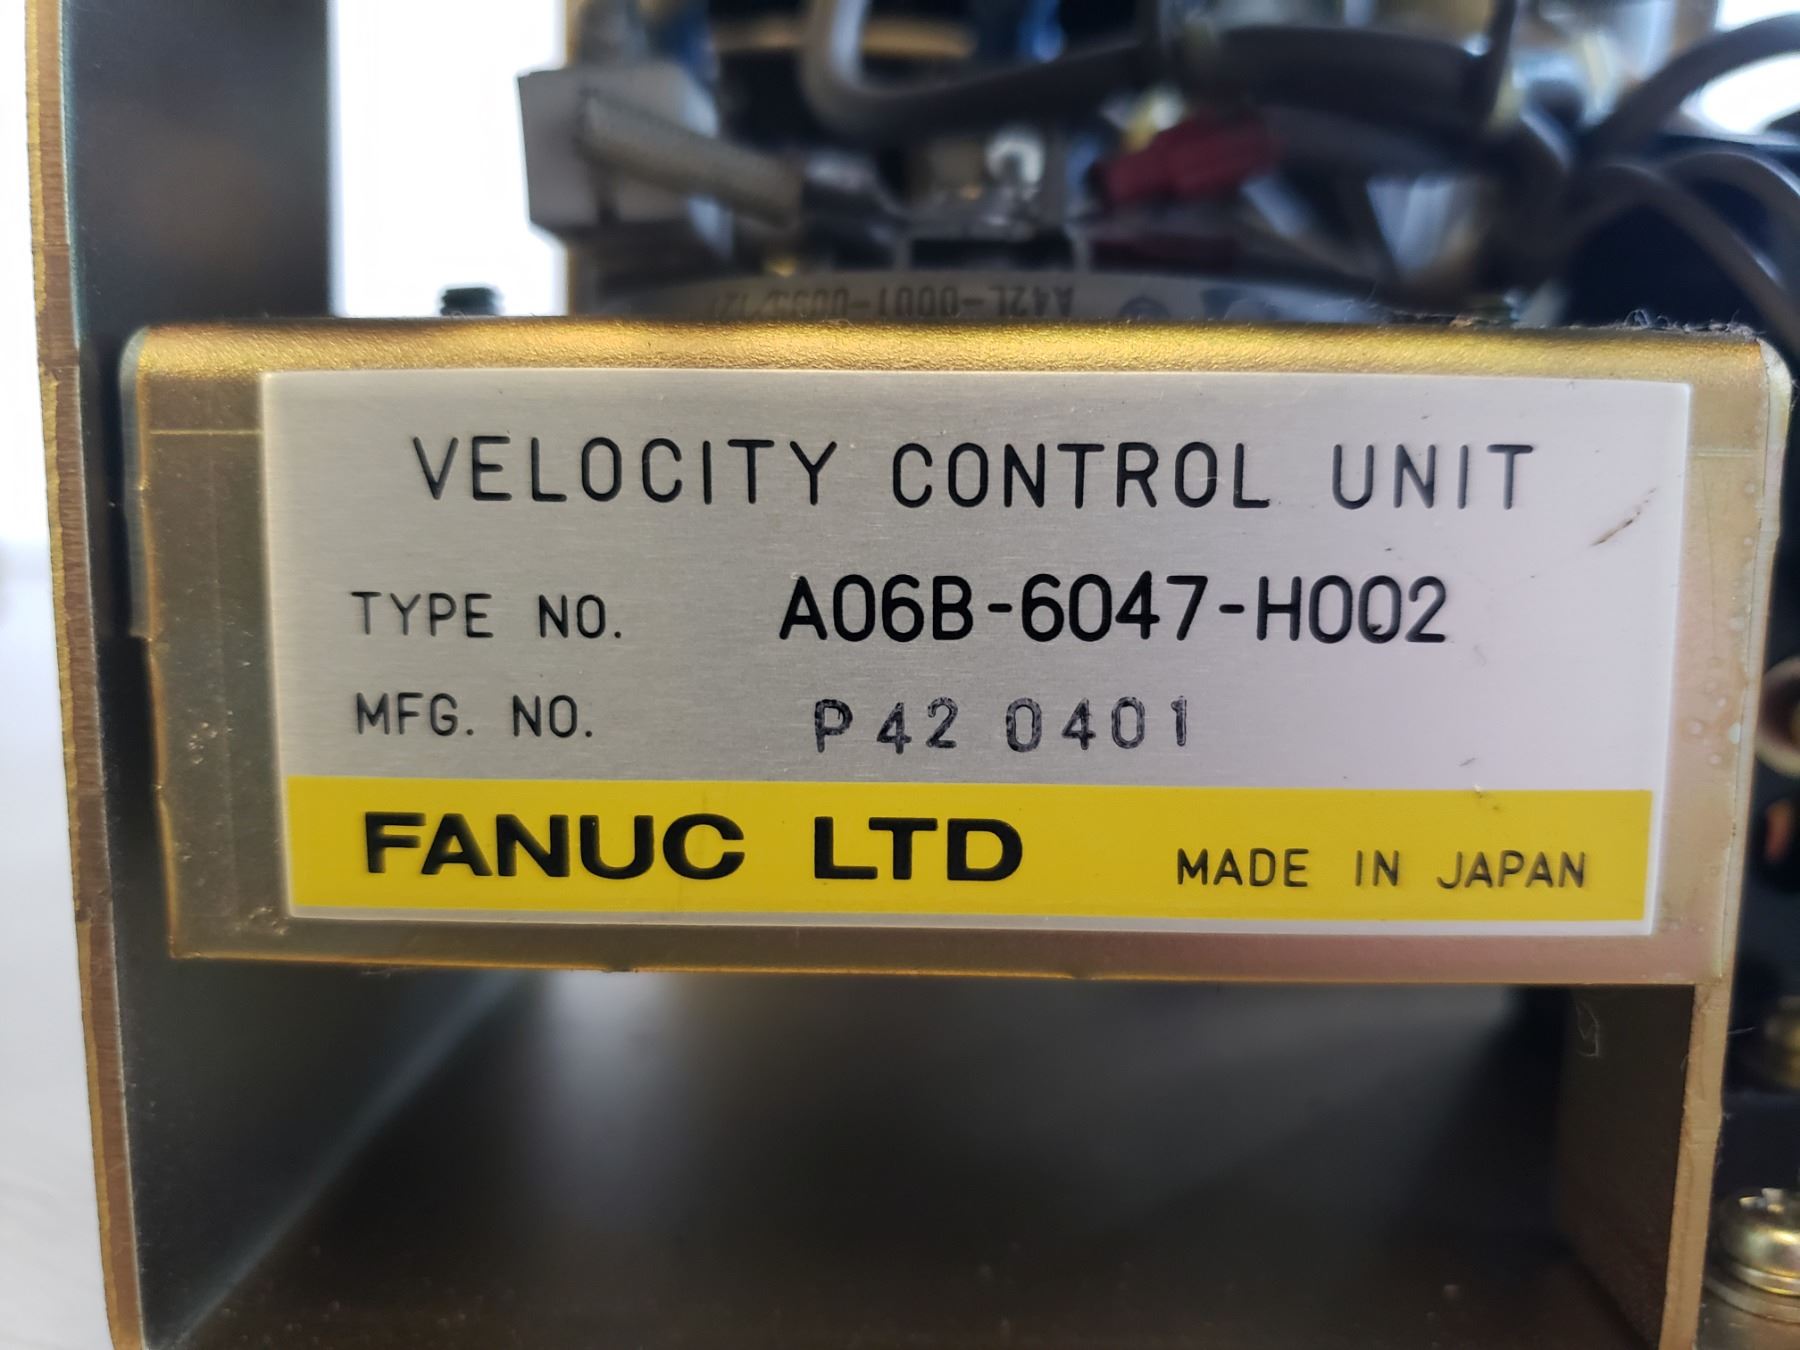 VELOCITY CONTROL UNIT
TYPE NO. A06B-6047-H002
MFG. NO. P42 0401
FANUC LTD MADE IN JAPAN